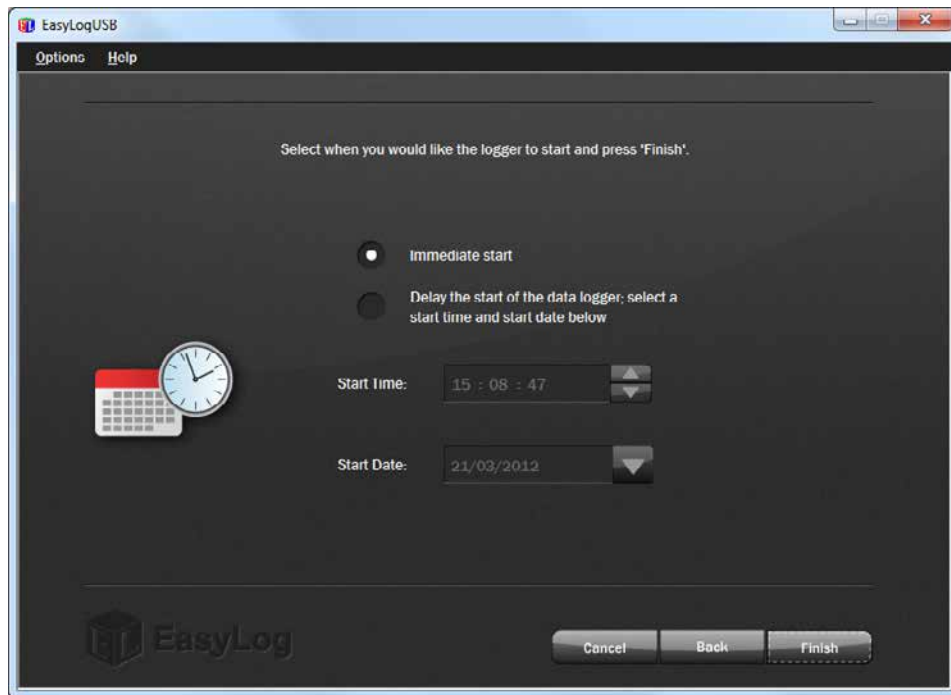 EasyLogUSB
Options Help
Select when you would like the logger to start and press 'Finish'.
Immediate start
Delay the start of the data logger; select a
start time and start date below
Start Time:
15 : 08 : 47
Start Date:
21/03/2012
EL EasyLog
Cancel Back Finish